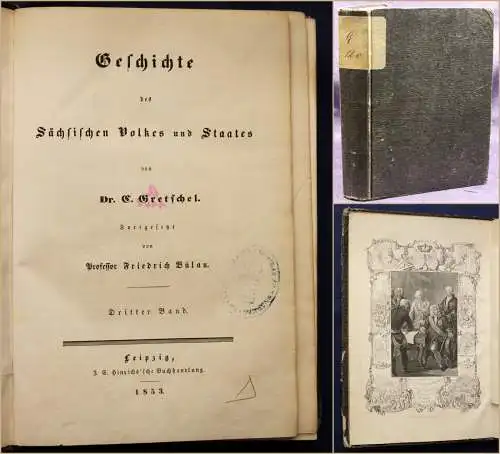 Geschichte
des
Sächsischen Volkes und Staates
von
Dr. C. Gretschel.
Fortgesetzt
von
Professor Friedrich Bülau.
Dritter Band.
Leipzig,
J. C. Hinrichs'sche Buchhandlung.
1853.